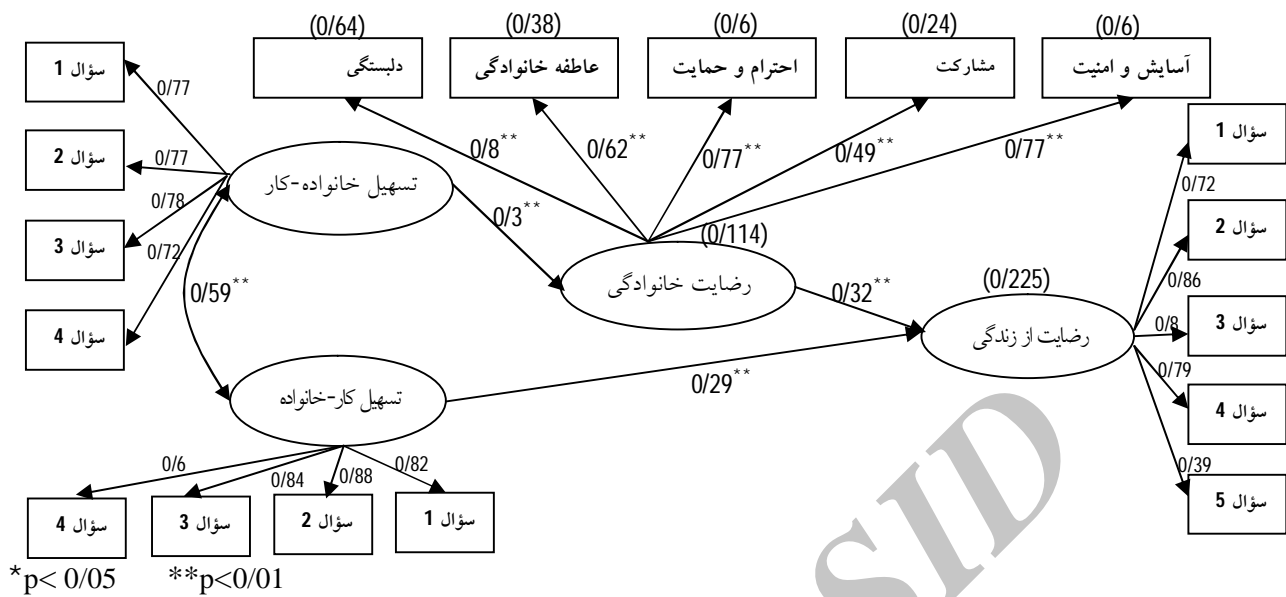 (0/64)
(0/38)
(0/6)
(0/24)
(0/6)
دلبستگی
عاطفه خانوادگی
احترام و حمایت
مشارکت
آسایش و امنیت
سؤال 1
سؤال 2
سؤال 3
سؤال 4
0/77
0/77
0/78
0/72
تسهیل خانواده-کار
0/8**
0/62**
0/77**
0/49**
0/77**
0/3**
0/59**
(0/114)
رضایت خانوادگی
0/32**
(0/225)
رضایت از زندگی
0/29**
تسهیل کار-خانواده
0/72
0/86
0/8
0/79
0/39
سؤال 1
سؤال 2
سؤال 3
سؤال 4
سؤال 5
0/6
0/84
0/88
0/82
سؤال 4
سؤال 3
سؤال 2
سؤال 1
*p< 0/05 **p<0/01
SID